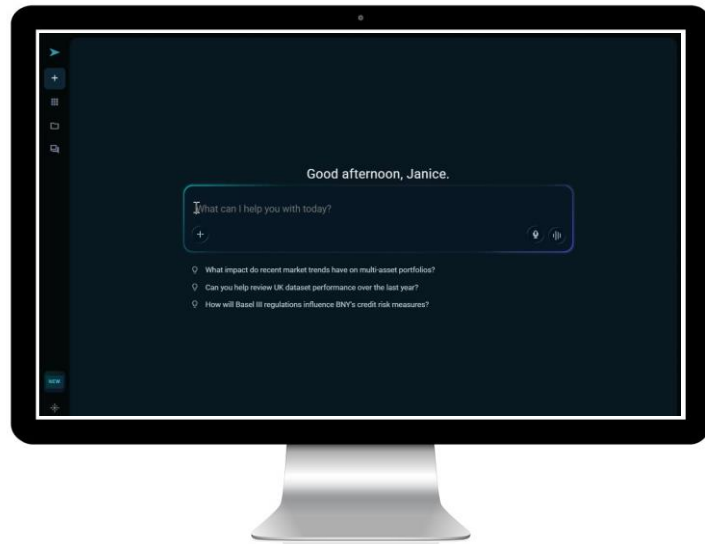 Good afternoon, Janice.
What can I help you with today?
What impact do recent market trends have on multi-asset portfolios?
Can you help review UK dataset performance over the last year?
How will Basel III regulations influence BNY's credit risk measures?
NEW